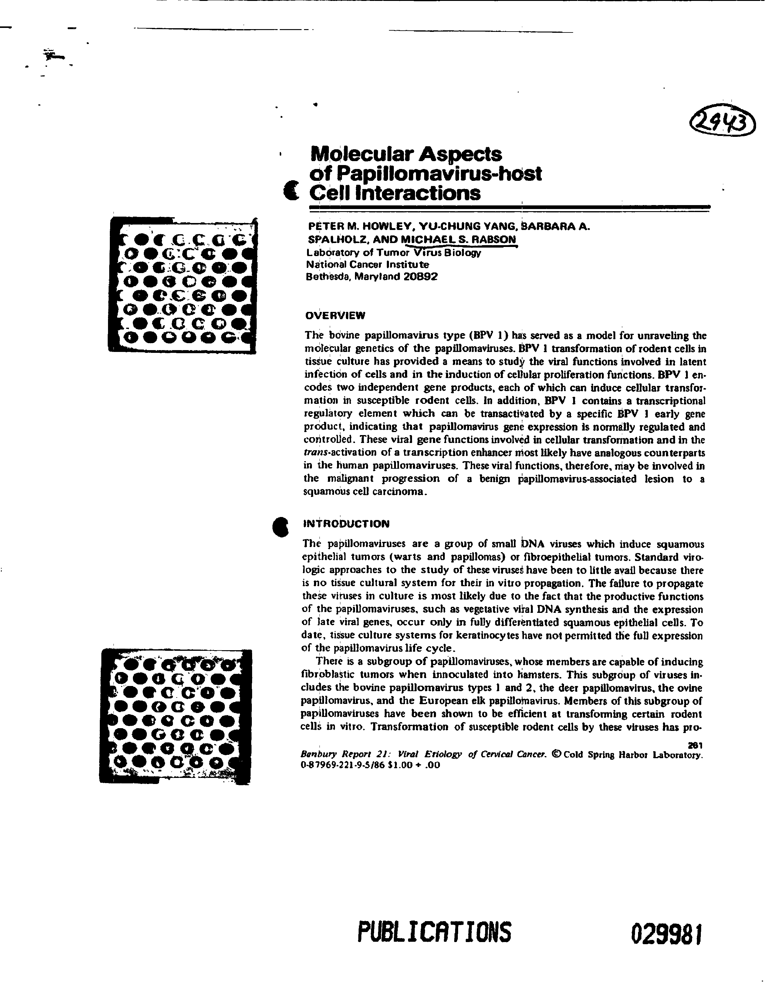 2943
Molecular Aspects
of Papillomavirus-host
Cell Interactions
PETER M. HOWLEY, YU-CHUNG YANG, BARBARA A.
SPALHOLZ, AND MICHAEL S. RABSON
Laboratory of Tumor Virus Biology
National Cancer Institute
Bethesda, Maryland 20892
OVERVIEW
The bovine papillomavirus type (BPV 1) has served as a model for unraveling the
molecular genetics of the papillomaviruses. BPV 1 transformation of rodent cells in
tissue culture has provided a means to study the viral functions involved in latent
infection of cells and in the induction of cellular proliferation functions. BPV 1 en-
codes two independent gene products, each of which can induce cellular transfor-
mation in susceptible rodent cells. In addition, BPV 1 contains a transcriptional
regulatory element which can be transactivated by a specific BPV 1 early gene
product, indicating that papillomavirus gene expression is normally regulated and
controlled. These viral gene functions involved in cellular transformation and in the
trans-activation of a transcription enhancer most likely have analogous counterparts
in the human papillomaviruses. These viral functions, therefore, may be involved in
the malignant progression of a benign papillomavirus-associated lesion to a
squamous cell carcinoma.
INTRODUCTION
The papillomaviruses are a group of small DNA viruses which induce squamous
epithelial tumors (warts and papillomas) or fibroepithelial tumors. Standard viro-
logic approaches to the study of these viruses have been to little avail because there
is no tissue cultural system for their in vitro propagation. The failure to propagate
these viruses in culture is most likely due to the fact that the productive functions
of the papillomaviruses, such as vegetative viral DNA synthesis and the expression
of late viral genes, occur only in fully differentiated squamous epithelial cells. To
date, tissue culture systems for keratinocytes have not permitted the full expression
of the papillomavirus life cycle.
There is a subgroup of papillomaviruses, whose members are capable of inducing
fibroblastic tumors when innoculated into hamsters. This subgroup of viruses in-
cludes the bovine papillomavirus types 1 and 2, the deer papillomavirus, the ovine
papillomavirus, and the European elk papillomavirus. Members of this subgroup of
papillomaviruses have been shown to be efficient at transforming certain rodent
cells in vitro. Transformation of susceptible rodent cells by these viruses has pro-
261
Banbury Report 21: Viral Etiology of Cervical Cancer. © Cold Spring Harbor Laboratory.
0-87969-221-9-5/86 $1.00 + .00
PUBLICATIONS 029981